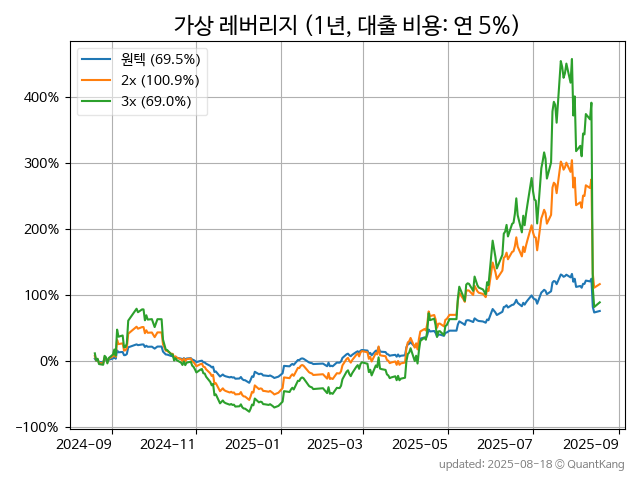 가상 레버리지 (1년, 대출 비용: 연 5%)
원텍 (69.5%)
2x (100.9%)
3x (69.0%)
400%
300%
200%
100%
0%
−100%
2024-09
2024-11
2025-01
2025-03
2025-05
2025-07
2025-09
updated: 2025-08-18 © QuantKang